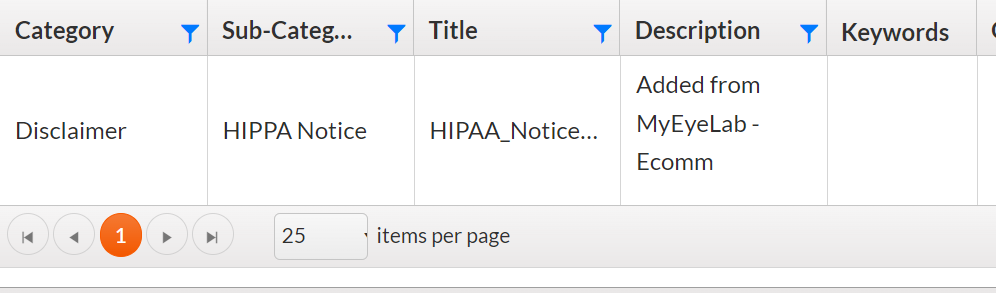 Category Sub-Categ... Title Description Keywords
Disclaimer HIPPA Notice HIPAA_Notice... Added from
MyEyeLab -
Ecomm
1 25 items per page